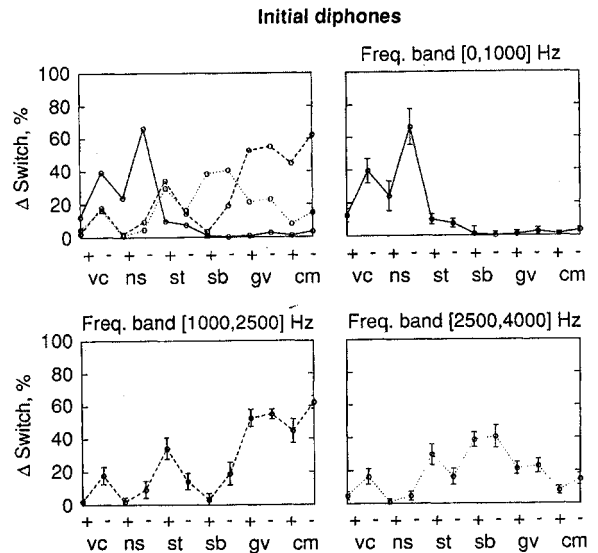 Initial diphones
Freq. band [0,1000] Hz
Δ Switch, %
100
80
60
40
20
0
+ - + - + - + - + - + -
vc ns st sb gv cm
+ - + - + - + - + - + -
vc ns st sb gv cm
Freq. band [1000,2500] Hz
Freq. band [2500,4000] Hz
Δ Switch, %
100
80
60
40
20
0
+ - + - + - + - + - + -
vc ns st sb gv cm
+ - + - + - + - + - + -
vc ns st sb gv cm